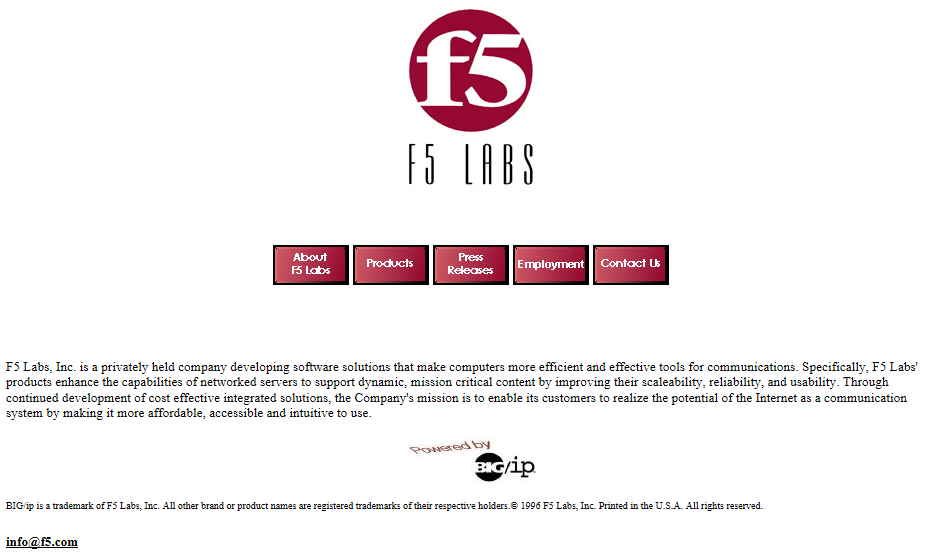 f5
F5 LABS
About
F5 Labs
Products
Press
Releases
Employment
Contact Us
F5 Labs, Inc. is a privately held company developing software solutions that make computers more efficient and effective tools for communications. Specifically, F5 Labs'
products enhance the capabilities of networked servers to support dynamic, mission critical content by improving their scaleability, reliability, and usability. Through
continued development of cost effective integrated solutions, the Company's mission is to enable its customers to realize the potential of the Internet as a communication
system by making it more affordable, accessible and intuitive to use.
Powered by
BIG/ip
BIG/ip is a trademark of F5 Labs, Inc. All other brand or product names are registered trademarks of their respective holders.© 1996 F5 Labs, Inc. Printed in the U.S.A. All rights reserved.
info@f5.com